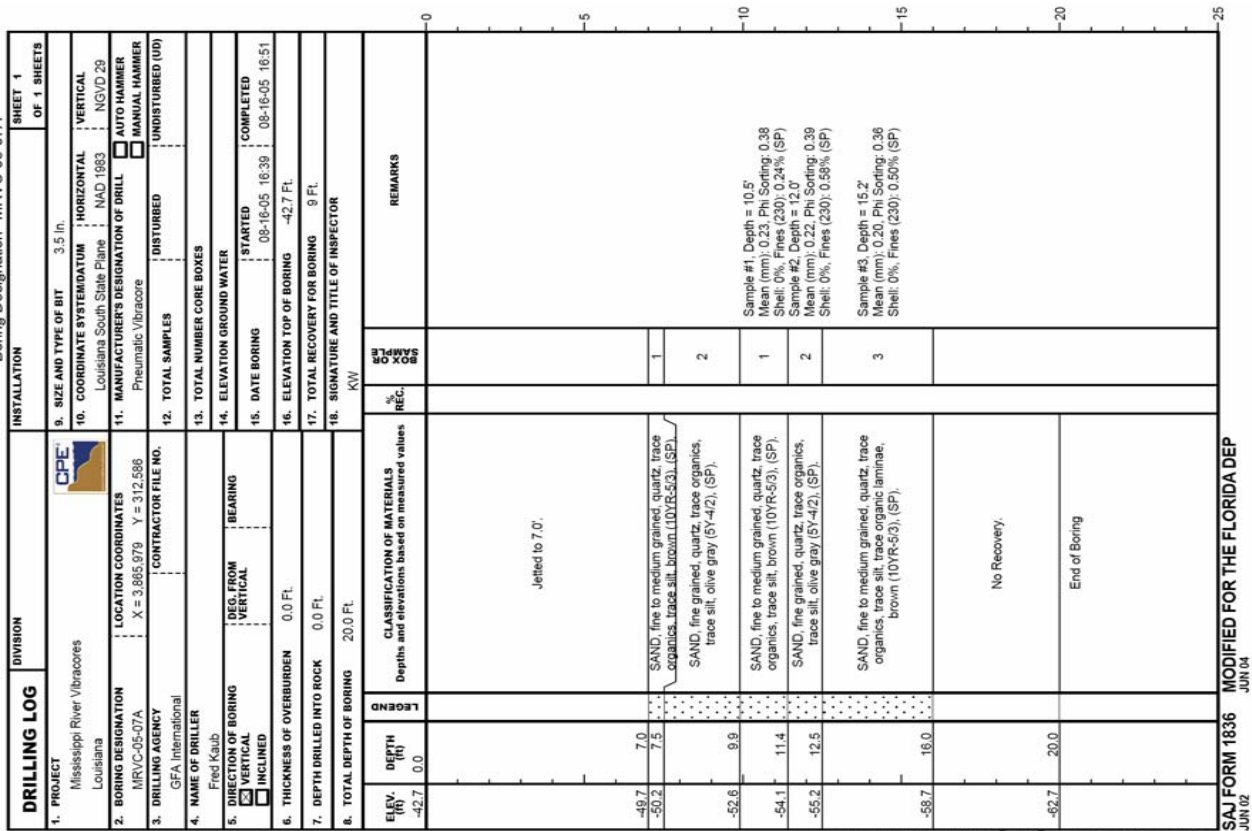 DRILLING LOG
DIVISION
INSTALLATION
SHEET 1
OF 1 SHEETS
1. PROJECT
Mississippi River Vibracores
Louisiana
CPE
9. SIZE AND TYPE OF BIT 3.5 In.
10. COORDINATE SYSTEM/DATUM HORIZONTAL VERTICAL
Louisiana South State Plane NAD 1983 NGVD 29
2. BORING DESIGNATION LOCATION COORDINATES
MRVC-05-07A X = 3,865,979 Y = 312,586
11. MANUFACTURER'S DESIGNATION OF DRILL AUTO HAMMER
Pneumatic Vibracore MANUAL HAMMER
3. DRILLING AGENCY CONTRACTOR FILE NO.
GFA International
12. TOTAL SAMPLES DISTURBED UNDISTURBED (UD)
4. NAME OF DRILLER
Fred Kaub
13. TOTAL NUMBER CORE BOXES
14. ELEVATION GROUND WATER
5. DIRECTION OF BORING DEG. FROM BEARING
VERTICAL VERTICAL
INCLINED
15. DATE BORING STARTED COMPLETED
08-16-05 16:39 08-16-05 16:51
6. THICKNESS OF OVERBURDEN 0.0 Ft.
16. ELEVATION TOP OF BORING -42.7 Ft.
7. DEPTH DRILLED INTO ROCK 0.0 Ft.
17. TOTAL RECOVERY FOR BORING 9 Ft.
8. TOTAL DEPTH OF BORING 20.0 Ft.
18. SIGNATURE AND TITLE OF INSPECTOR
KW
ELEV. (ft) DEPTH (ft) LEGEND CLASSIFICATION OF MATERIALS % REC. BOX OR SAMPLE REMARKS
Depths and elevations based on measured values
-42.7 0.0
0
Jetted to 7.0'.
5
-49.7 7.0
SAND, fine to medium grained, quartz, trace 1
organics, trace silt, brown (10YR-5/3), (SP).
-50.2 7.5
SAND, fine grained, quartz, trace organics, 2
trace silt, olive gray (5Y-4/2), (SP).
-52.6 9.9
10
SAND, fine to medium grained, quartz, trace 1
organics, trace silt, brown (10YR-5/3), (SP).
Sample #1, Depth = 10.5'
Mean (mm): 0.23, Phi Sorting: 0.38
Shell: 0%, Fines (230): 0.24% (SP)
-54.1 11.4
SAND, fine grained, quartz, trace organics, 2
trace silt, olive gray (5Y-4/2), (SP).
Sample #2, Depth = 12.0'
Mean (mm): 0.22, Phi Sorting: 0.39
Shell: 0%, Fines (230): 0.58% (SP)
-55.2 12.5
SAND, fine to medium grained, quartz, trace
organics, trace silt, trace organic laminae, 3
brown (10YR-5/3), (SP).
Sample #3, Depth = 15.2'
Mean (mm): 0.20, Phi Sorting: 0.36
Shell: 0%, Fines (230): 0.50% (SP)
15
-58.7 16.0
No Recovery.
-62.7 20.0
20
End of Boring
25
SAJ FORM 1836 MODIFIED FOR THE FLORIDA DEP
JUN 02 JUN 04